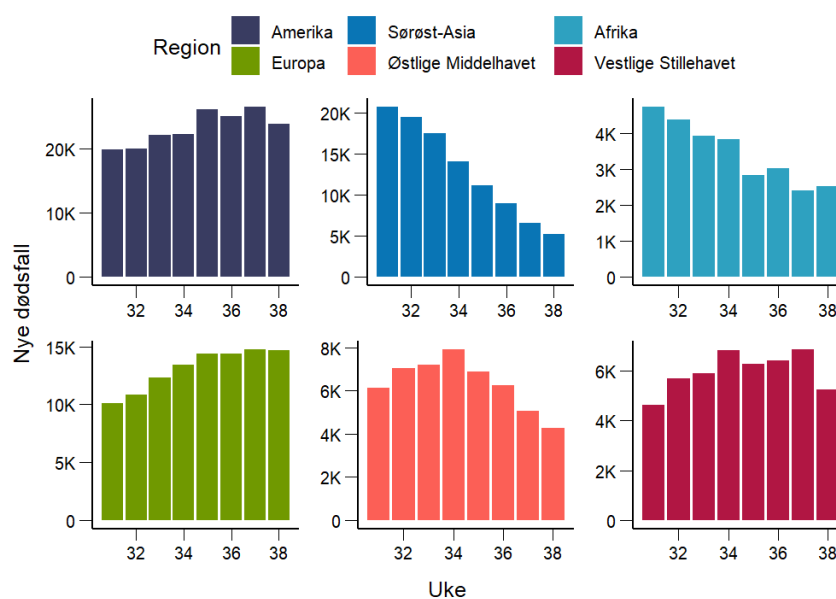 Region
Amerika
Sørøst-Asia
Afrika
Europa
Østlige Middelhavet
Vestlige Stillehavet
Nye dødsfall
20K
10K
0
32 34 36 38
20K
15K
10K
5K
0
32 34 36 38
4K
3K
2K
1K
0
32 34 36 38
15K
10K
5K
0
32 34 36 38
8K
6K
4K
2K
0
32 34 36 38
6K
4K
2K
0
32 34 36 38
Uke